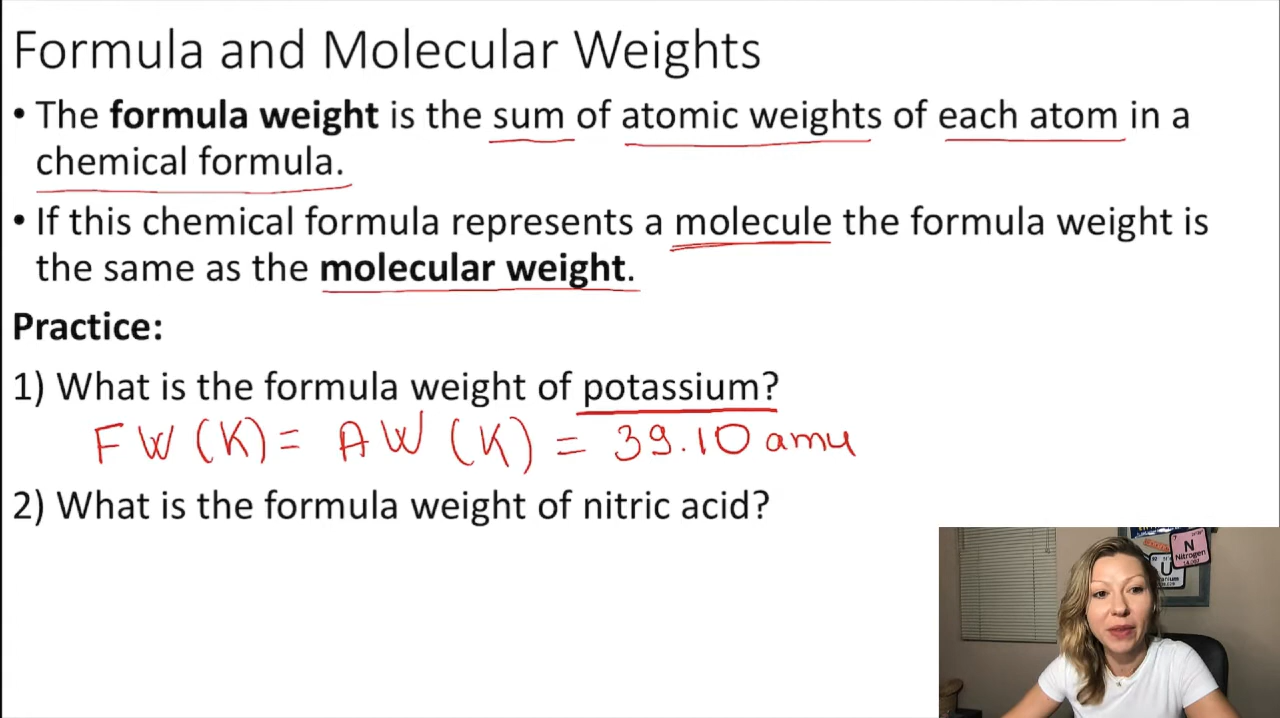 Formula and Molecular Weights
• The formula weight is the sum of atomic weights of each atom in a
chemical formula.
• If this chemical formula represents a molecule the formula weight is
the same as the molecular weight.
Practice:
1) What is the formula weight of potassium?
FW(K) = AW(K) = 39.10 amu
2) What is the formula weight of nitric acid?
N
Nitrogen
U